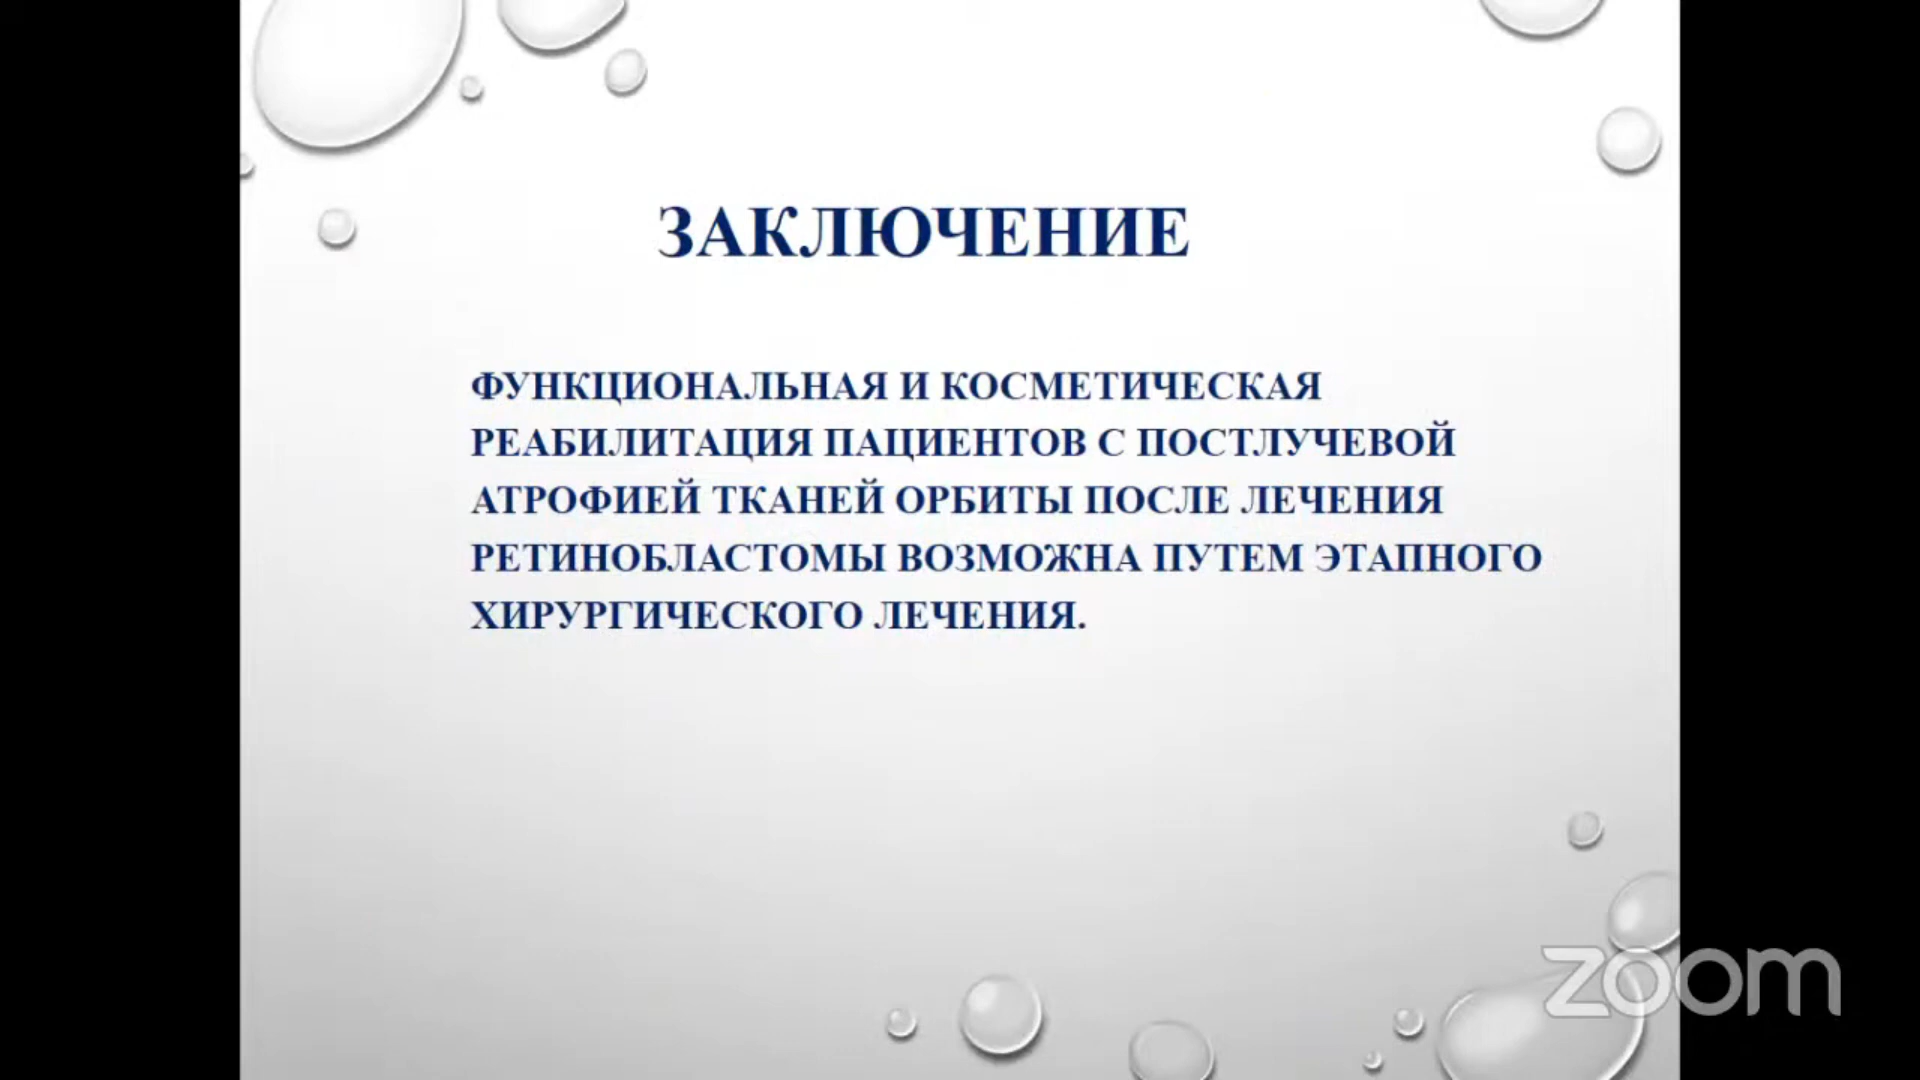 ЗАКЛЮЧЕНИЕ
ФУНКЦИОНАЛЬНАЯ И КОСМЕТИЧЕСКАЯ
РЕАБИЛИТАЦИЯ ПАЦИЕНТОВ С ПОСТЛУЧЕВОЙ
АТРОФИЕЙ ТКАНЕЙ ОРБИТЫ ПОСЛЕ ЛЕЧЕНИЯ
РЕТИНОБЛАСТОМЫ ВОЗМОЖНА ПУТЕМ ЭТАПНОГО
ХИРУРГИЧЕСКОГО ЛЕЧЕНИЯ.
zoom